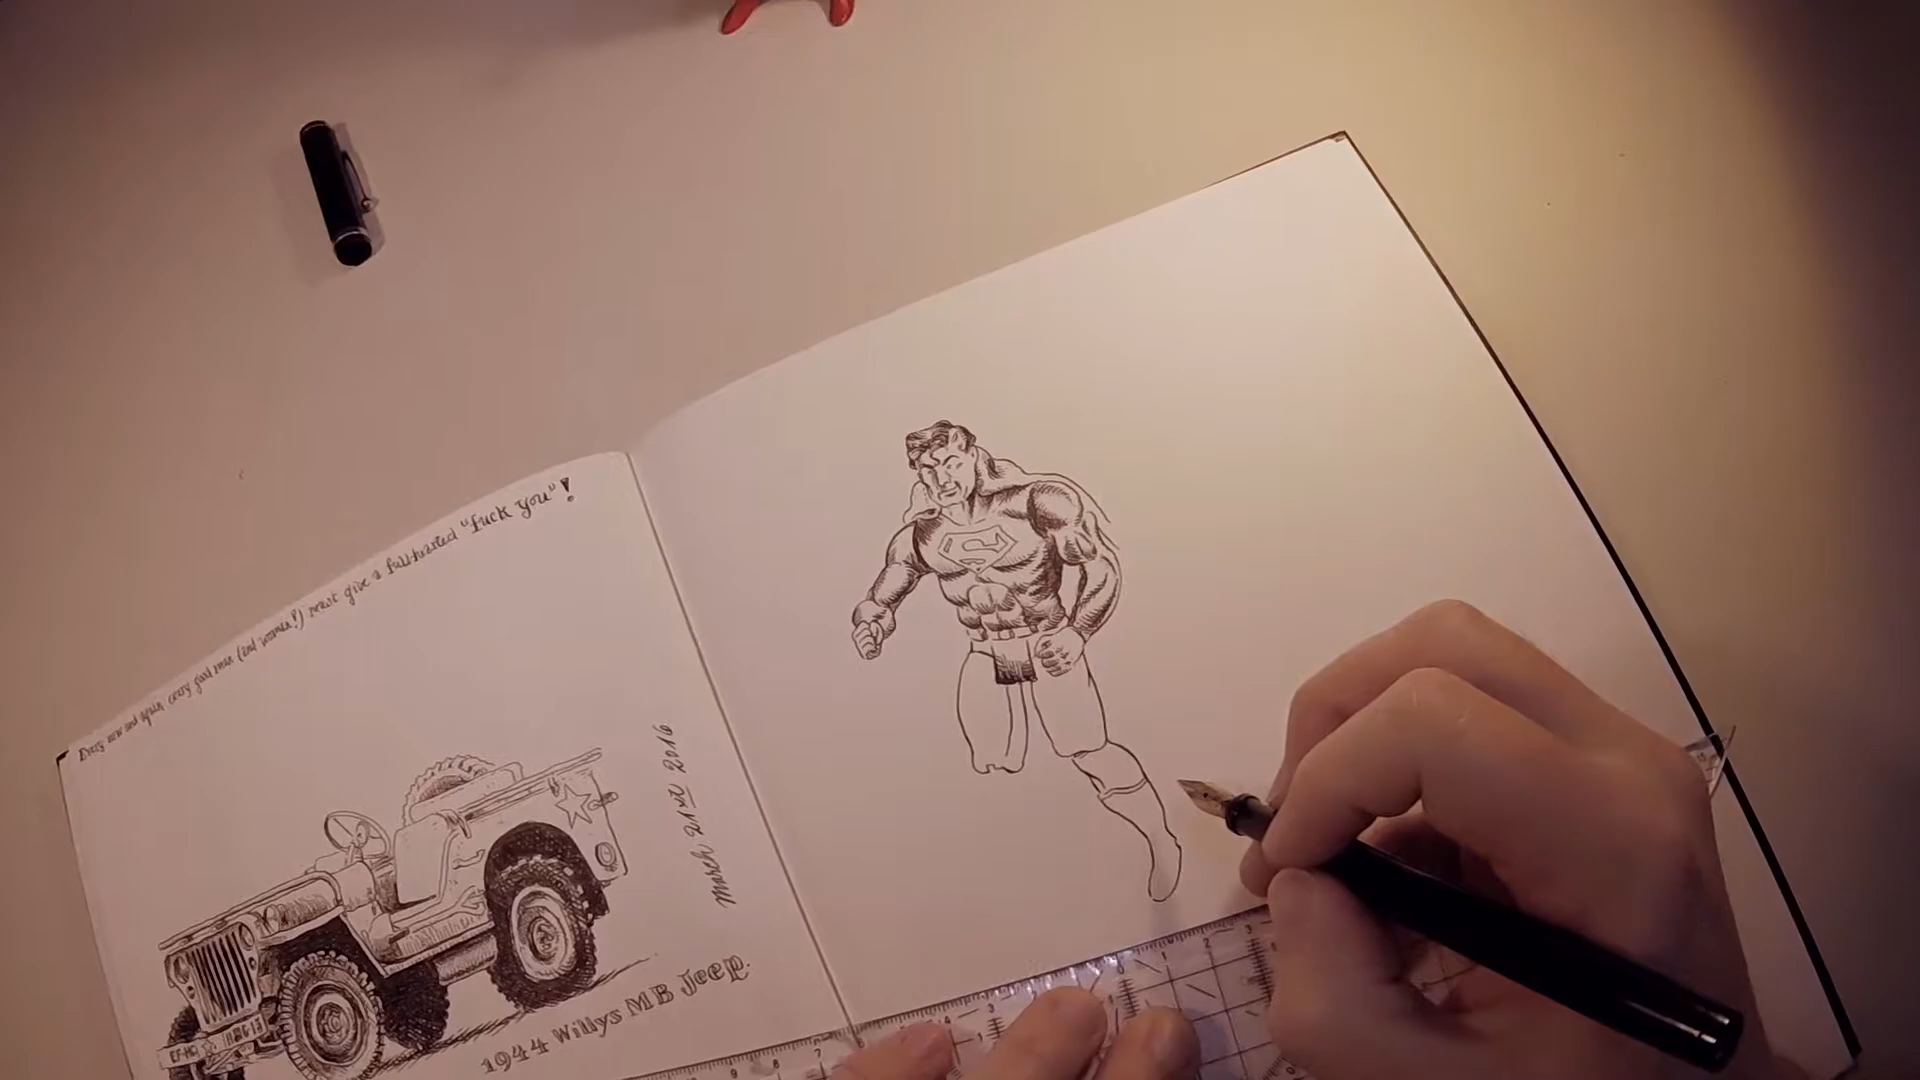 Every now and again every good man (and women!) must give a full-hearted "fuck you"!
March 21st 2016
1944 Willys MB Jeep.
S